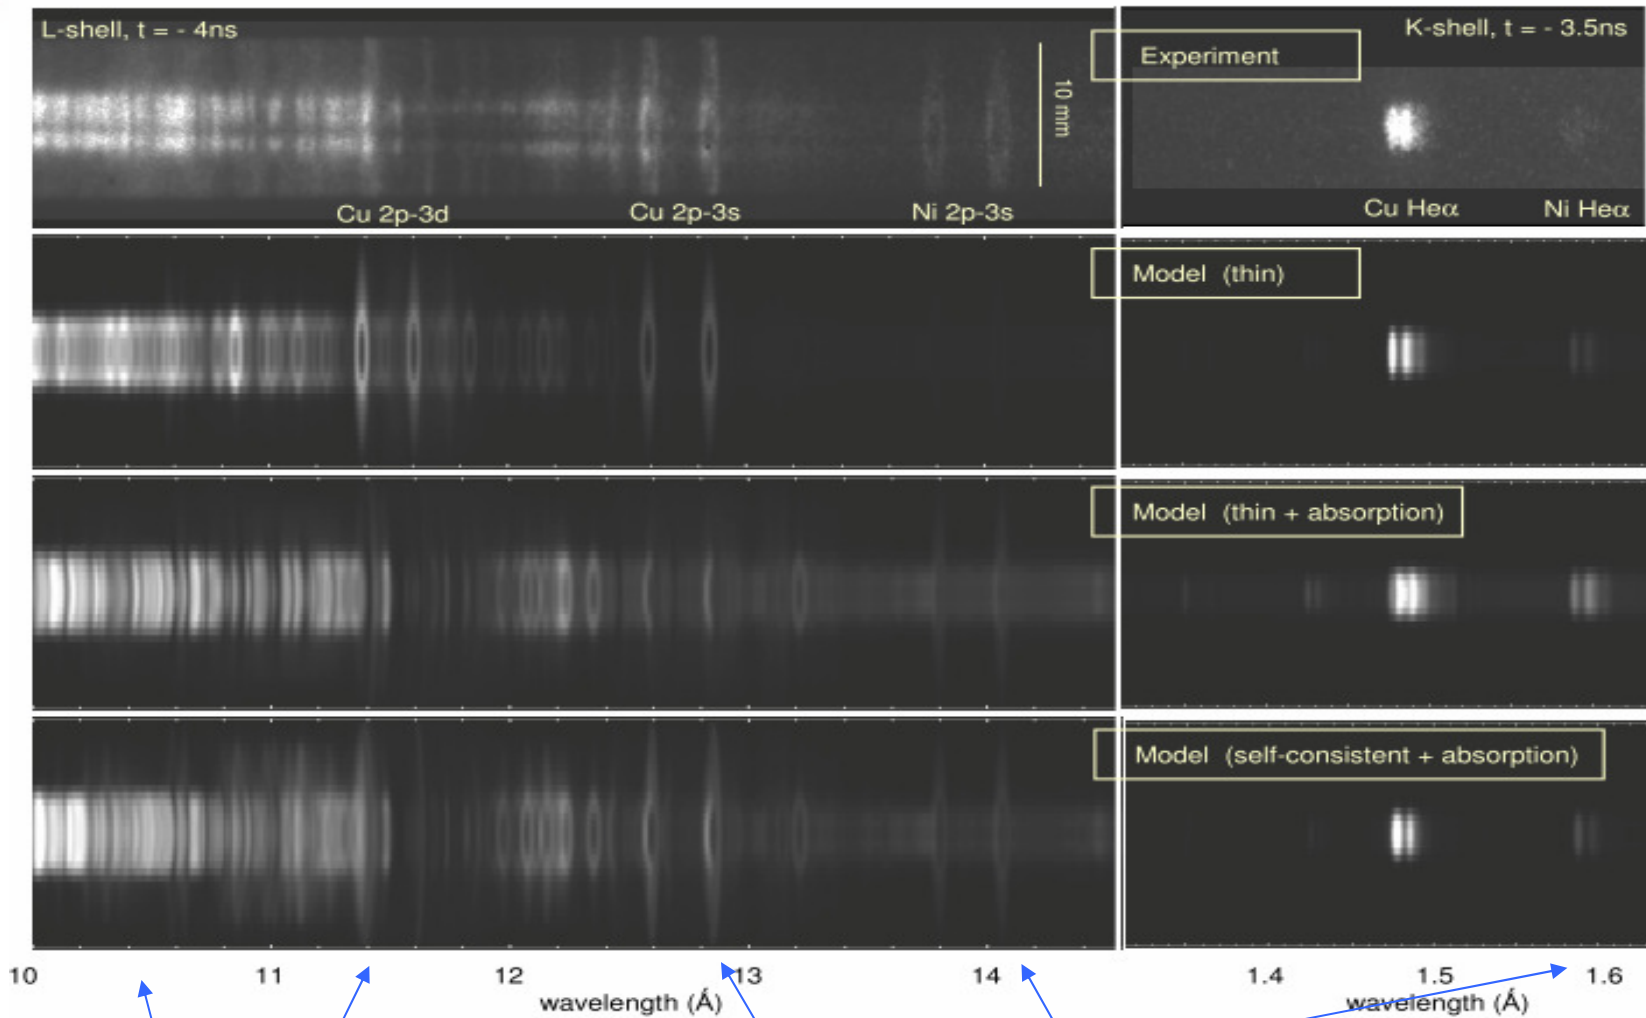 L-shell, t = - 4ns
K-shell, t = - 3.5ns
Experiment
10 mm
Cu 2p-3d
Cu 2p-3s
Ni 2p-3s
Cu Heα
Ni Heα
Model (thin)
Model (thin + absorption)
Model (self-consistent + absorption)
10 11 12 13 14 1.4 1.5 1.6
wavelength (Ǻ) wavelength (Ǻ)